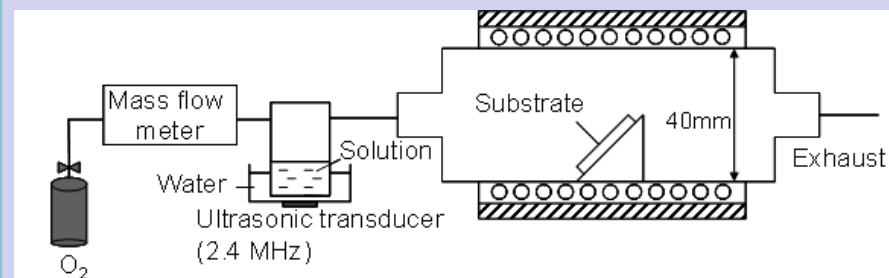 Mass flow
meter
Substrate
40mm
Solution
Water
Exhaust
Ultrasonic transducer
(2.4 MHz)
O₂